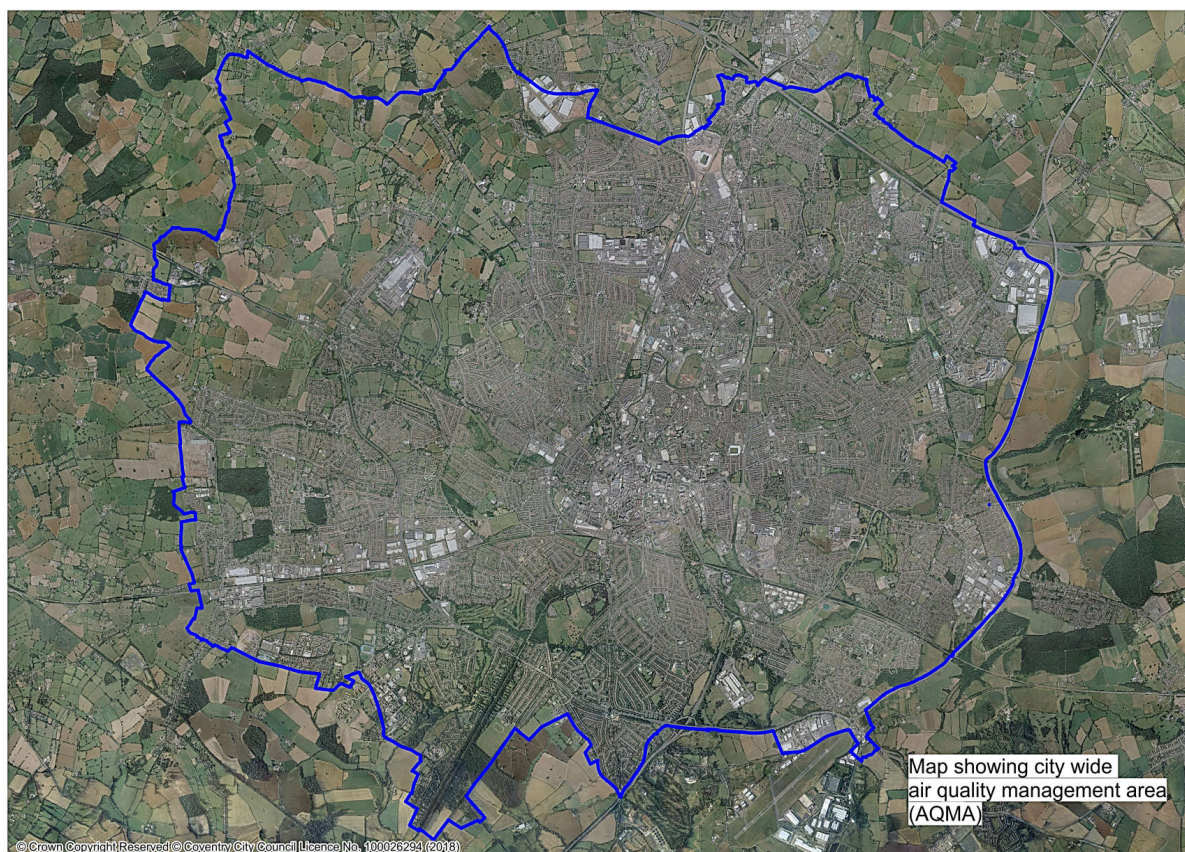 Map showing city wide
air quality management area
(AQMA)
© Crown Copyright Reserved © Coventry City Council Licence No. 100026294 (2018)